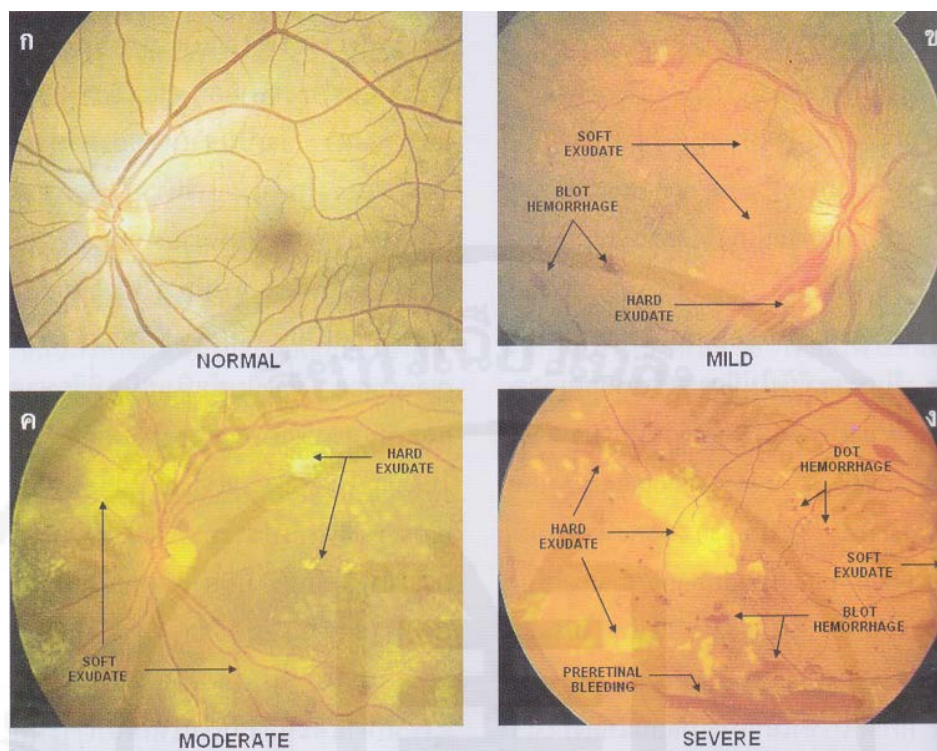 ก
NORMAL
ข
SOFT
EXUDATE
BLOT
HEMORRHAGE
HARD
EXUDATE
MILD
ค
HARD
EXUDATE
SOFT
EXUDATE
MODERATE
ง
DOT
HEMORRHAGE
HARD
EXUDATE
SOFT
EXUDATE
BLOT
HEMORRHAGE
PRERETINAL
BLEEDING
SEVERE